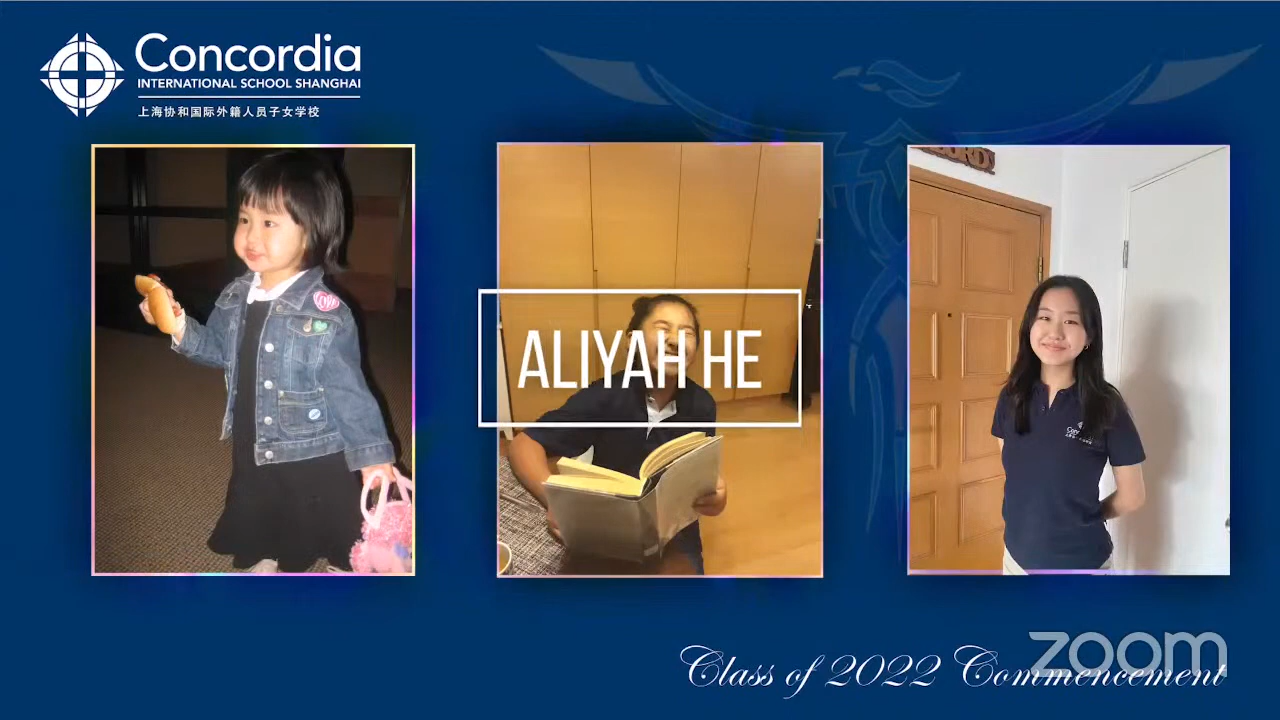 Concordia
INTERNATIONAL SCHOOL SHANGHAI
上海协和国际外籍人员子女学校
ALIYAH HE
Class of 2022 Commencement
zoom